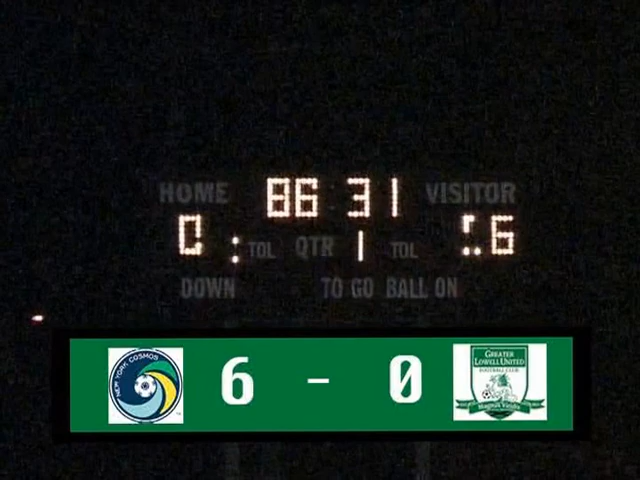 HOME 86:31 VISITOR
0 : TOL QTR 1 TOL 6
DOWN TO GO BALL ON
NEW YORK COSMOS 6 - 0 GREATER LOWELL UNITED
FOOTBALL CLUB